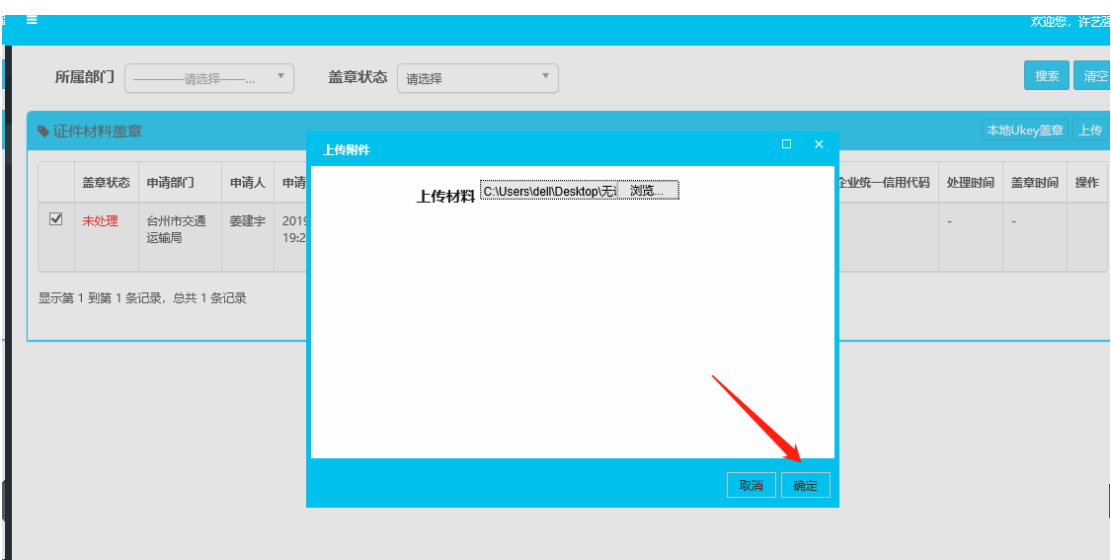 欢迎您，许艺强
所属部门 ————请选择——... 盖章状态 请选择 搜索 清空
证件材料盖章 本地Ukey盖章 上传
上传附件
上传材料 C:\Users\dell\Desktop\无 浏览...
盖章状态 申请部门 申请人 申请 企业统一信用代码 处理时间 盖章时间 操作
未处理 台州市交通 姜建宇 2019 - -
运输局 19:2
显示第 1 到第 1 条记录，总共 1 条记录
取消 确定